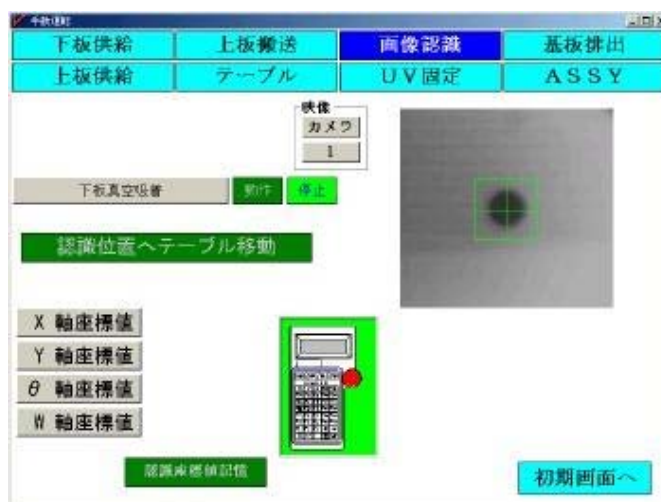 手動運転
下板供給 上板搬送 画像認識 基板排出
上板供給 テーブル UV固定 ASSY
映像
カメラ
1
下板真空吸着 動作 停止
認識位置へテーブル移動
X 軸座標値
Y 軸座標値
θ 軸座標値
W 軸座標値
認識座標値記憶
初期画面へ